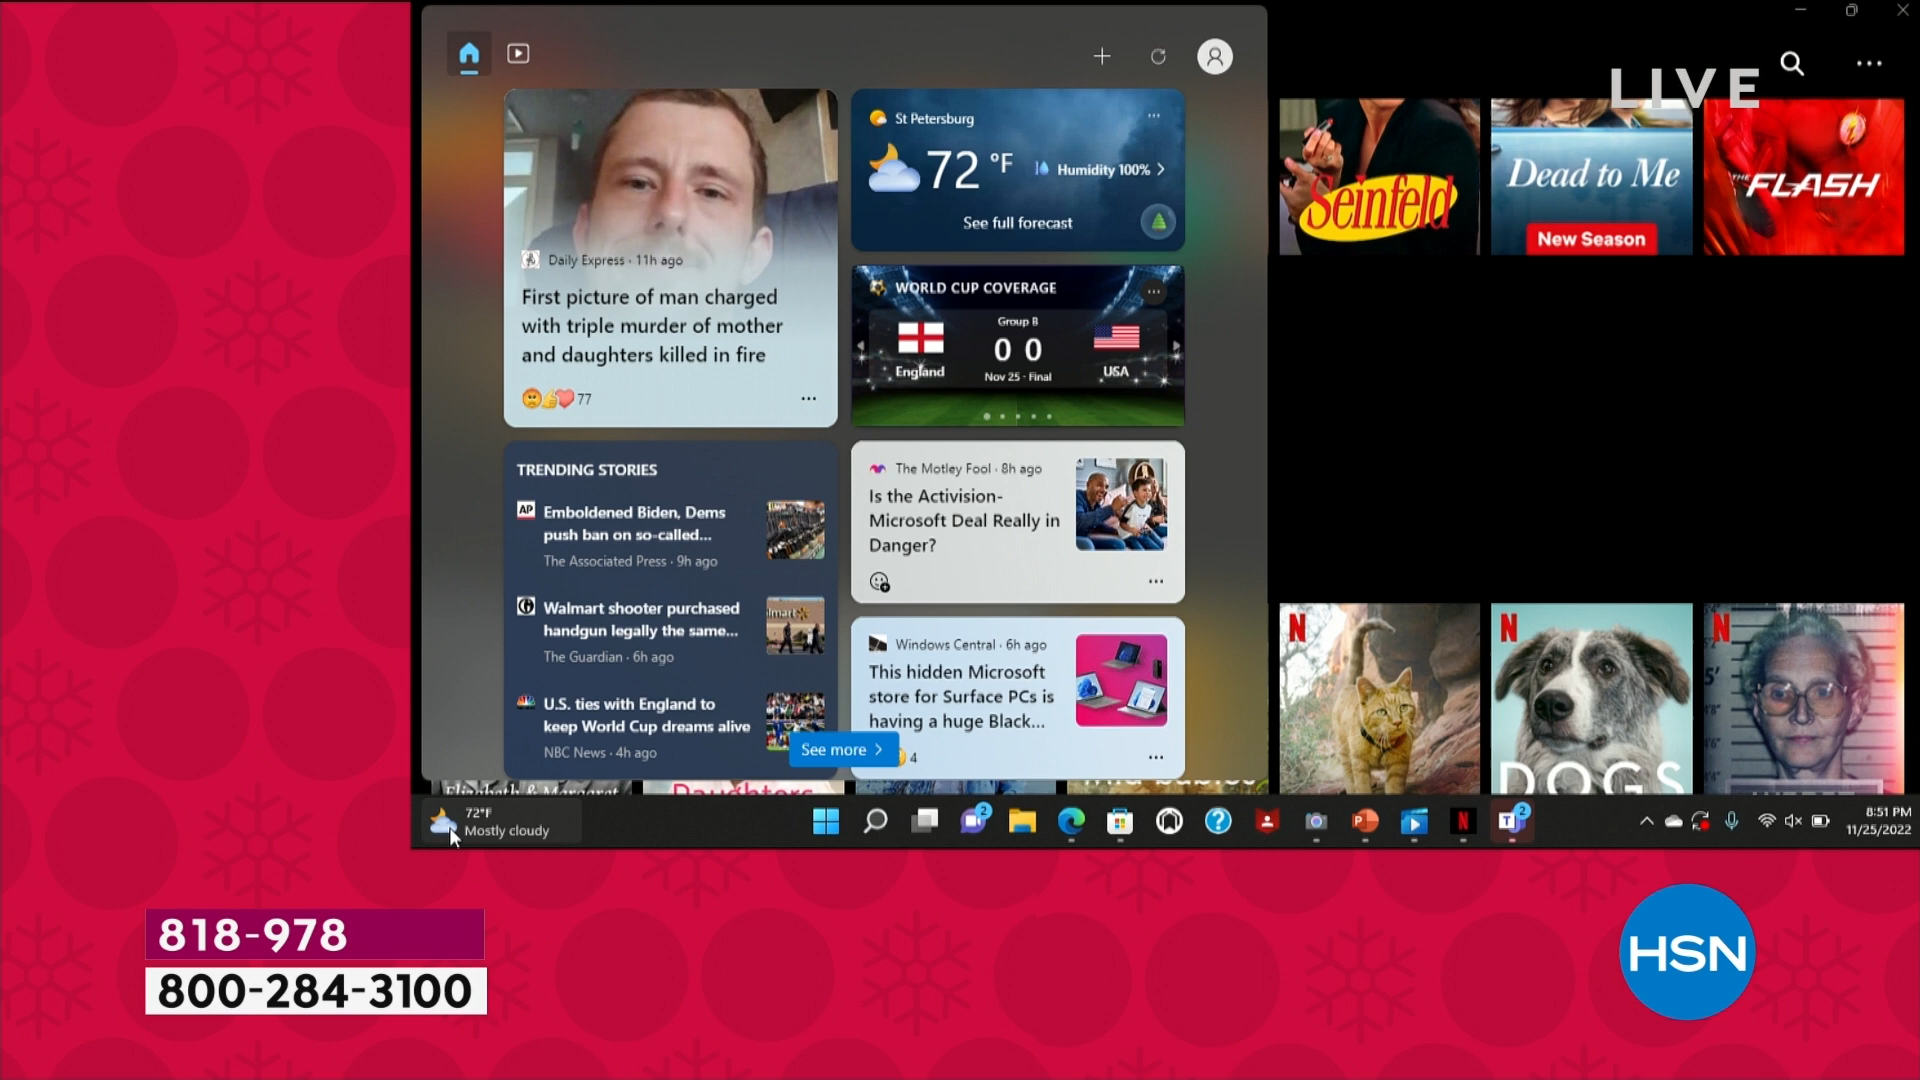 LIVE
St Petersburg
72 °F
Humidity 100%
See full forecast
Daily Express · 11h ago
First picture of man charged
with triple murder of mother
and daughters killed in fire
77
WORLD CUP COVERAGE
Group B
England
0 0
USA
Nov 25 · Final
TRENDING STORIES
AP
Emboldened Biden, Dems
push ban on so-called...
The Associated Press · 9h ago
Walmart shooter purchased
handgun legally the same...
The Guardian · 6h ago
U.S. ties with England to
keep World Cup dreams alive
NBC News · 4h ago
The Motley Fool · 8h ago
Is the Activision-
Microsoft Deal Really in
Danger?
Windows Central · 6h ago
This hidden Microsoft
store for Surface PCs is
having a huge Black...
4
See more
Seinfeld
Dead to Me
New Season
THE FLASH
N
N
DOGS
N
Elizabeth & Margaret
Daughters
72°F
Mostly cloudy
2
2
8:51 PM
11/25/2022
818-978
800-284-3100
HSN